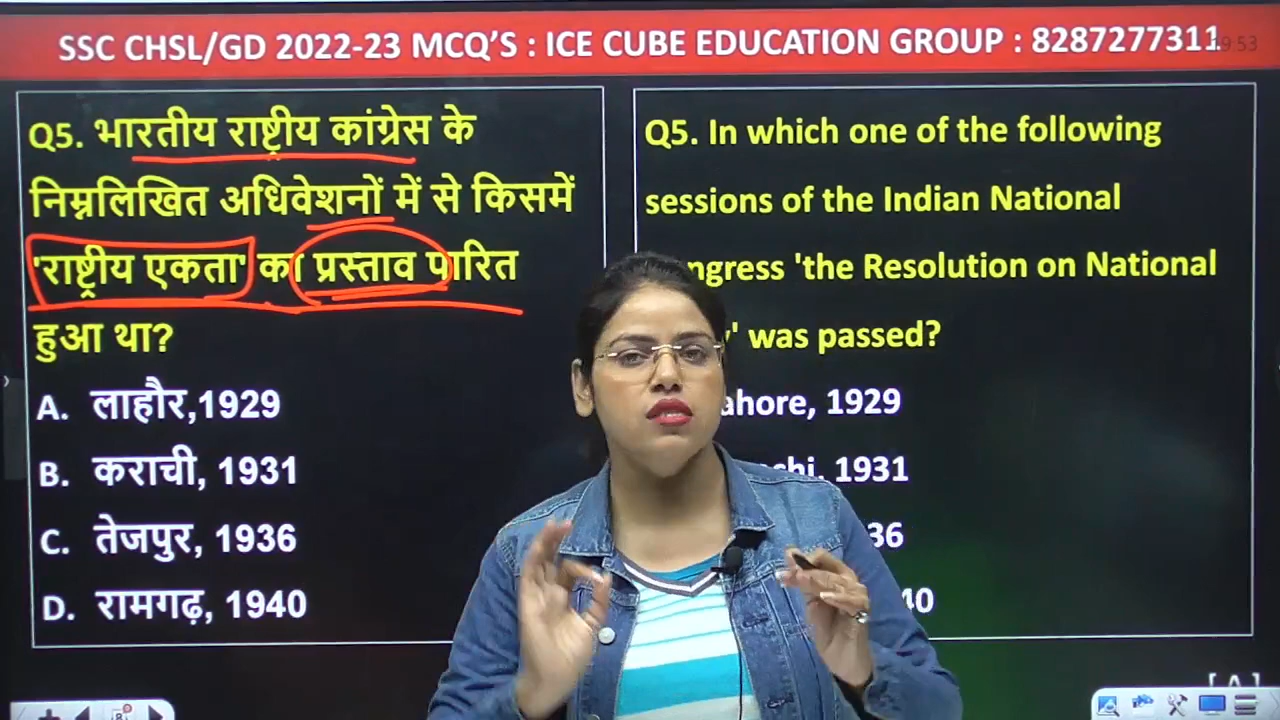 SSC CHSL/GD 2022-23 MCQ'S : ICE CUBE EDUCATION GROUP : 8287277311
Q5. भारतीय राष्ट्रीय कांग्रेस के
निम्नलिखित अधिवेशनों में से किसमें
'राष्ट्रीय एकता' का प्रस्ताव पारित
हुआ था?
A. लाहौर,1929
B. कराची, 1931
C. तेजपुर, 1936
D. रामगढ़, 1940
Q5. In which one of the following
sessions of the Indian National
ngress 'the Resolution on National
' was passed?
ahore, 1929
chi, 1931
36
40
[ A ]